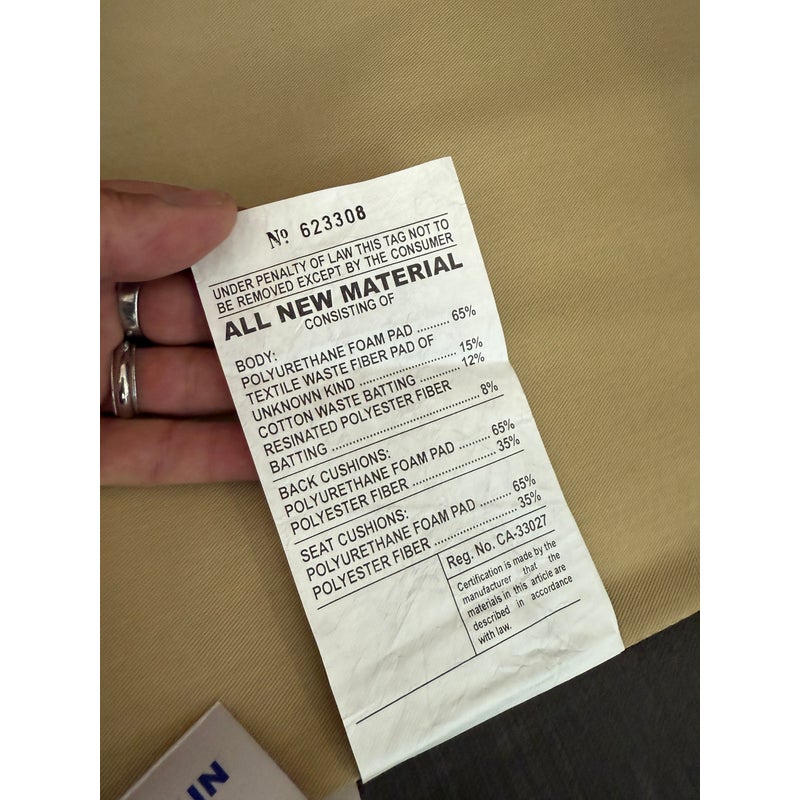 Nº 623308
UNDER PENALTY OF LAW THIS TAG NOT TO
BE REMOVED EXCEPT BY THE CONSUMER
ALL NEW MATERIAL
CONSISTING OF
BODY:
POLYURETHANE FOAM PAD .......... 65%
TEXTILE WASTE FIBER PAD OF
UNKNOWN KIND .............................. 15%
COTTON WASTE BATTING ............ 12%
RESINATED POLYESTER FIBER
BATTING .............................................. 8%
BACK CUSHIONS:
POLYURETHANE FOAM PAD .......... 65%
POLYESTER FIBER ......................... 35%
SEAT CUSHIONS:
POLYURETHANE FOAM PAD .......... 65%
POLYESTER FIBER ......................... 35%
Reg. No. CA-33027
Certification is made by the
manufacturer that the
materials in this article are
described in accordance
with law.
IN